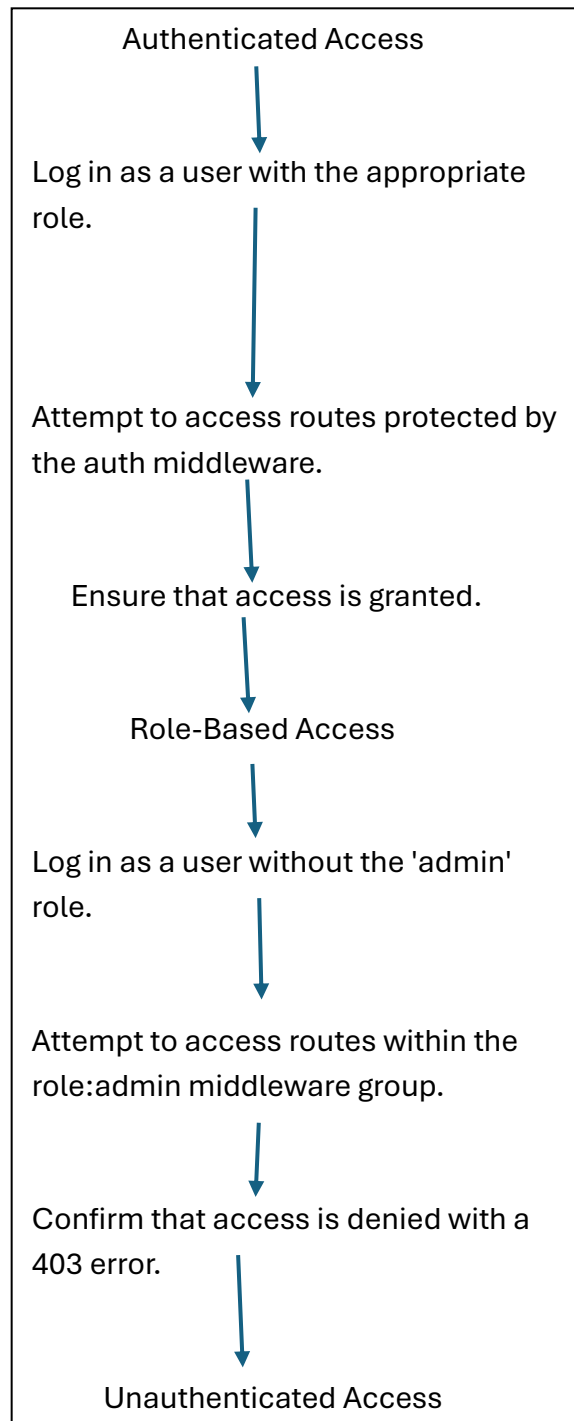 Authenticated Access
Log in as a user with the appropriate
role.
Attempt to access routes protected by
the auth middleware.
Ensure that access is granted.
Role-Based Access
Log in as a user without the 'admin'
role.
Attempt to access routes within the
role:admin middleware group.
Confirm that access is denied with a
403 error.
Unauthenticated Access